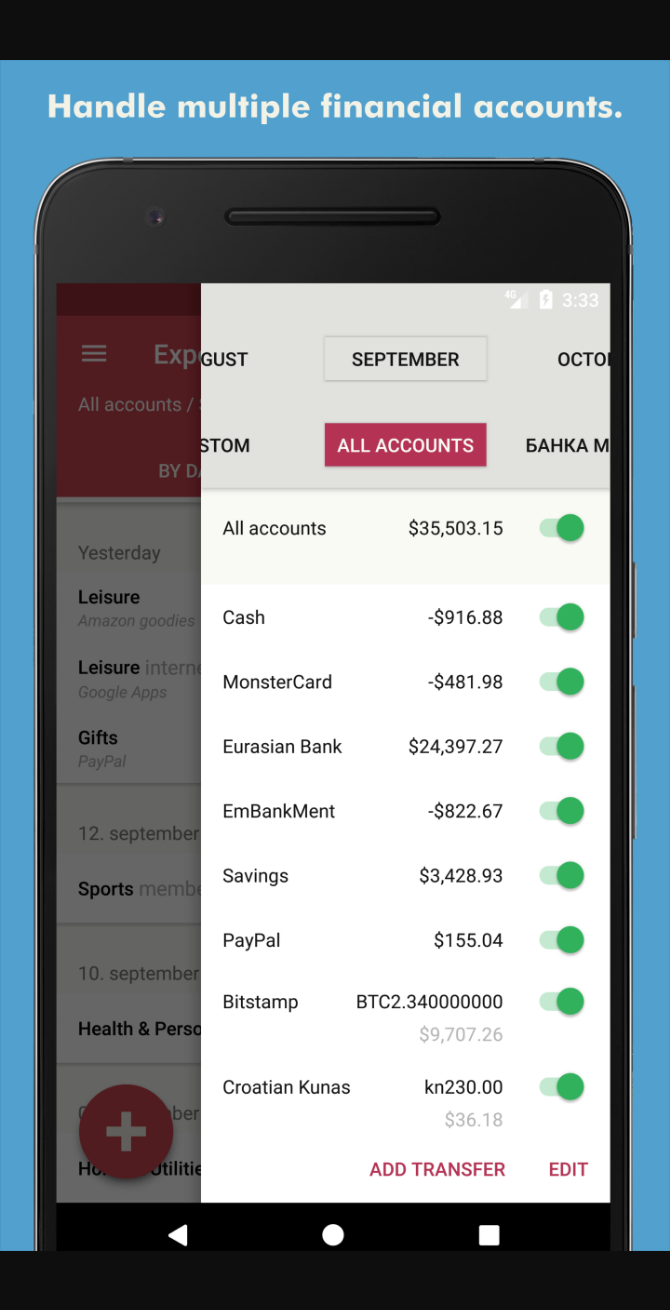 Handle multiple financial accounts.
4G 3:33
GUST SEPTEMBER OCTO
All accounts /
STOM ALL ACCOUNTS БАНКА М
BY DA
All accounts $35,503.15
Yesterday
Leisure
Amazon goodies
Cash -$916.88
Leisure interne
Google Apps
MonsterCard -$481.98
Gifts
PayPal
Eurasian Bank $24,397.27
EmBankMent -$822.67
12. september
Savings $3,428.93
Sports membe
PayPal $155.04
10. september
Bitstamp BTC2.340000000
$9,707.26
Health & Perso
Croatian Kunas kn230.00
$36.18
ADD TRANSFER EDIT